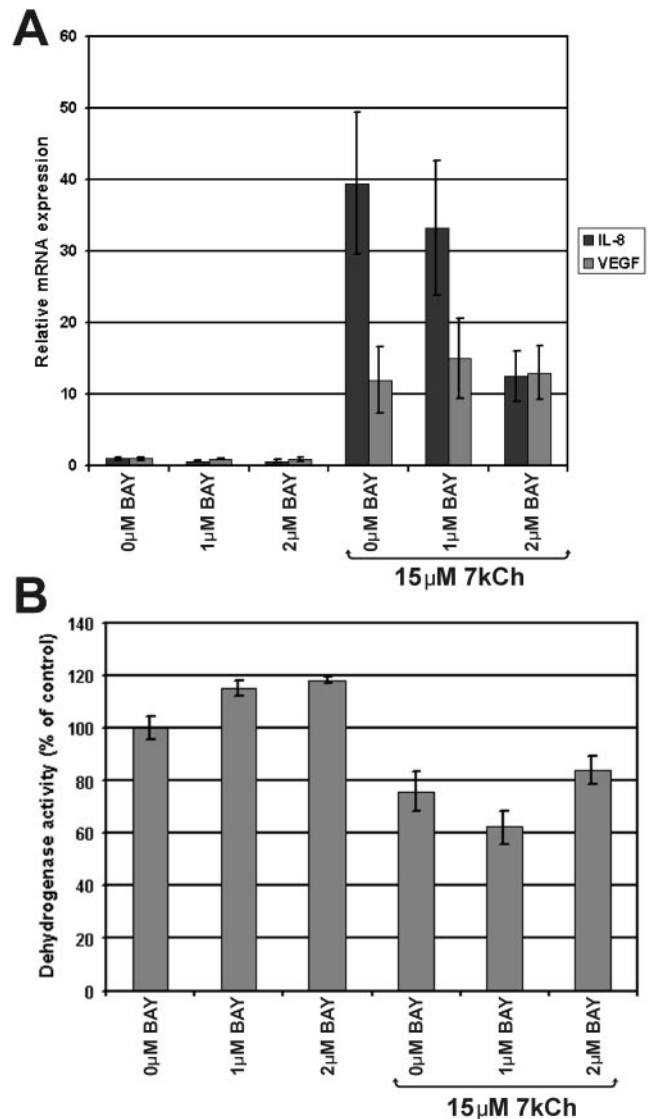 A
Relative mRNA expression
60
50
40
30
20
10
0
IL-8
VEGF
0µM BAY
1µM BAY
2µM BAY
0µM BAY
1µM BAY
2µM BAY
15µM 7kCh
B
Dehydrogenase activity (% of control)
140
120
100
80
60
40
20
0
0µM BAY
1µM BAY
2µM BAY
0µM BAY
1µM BAY
2µM BAY
15µM 7kCh